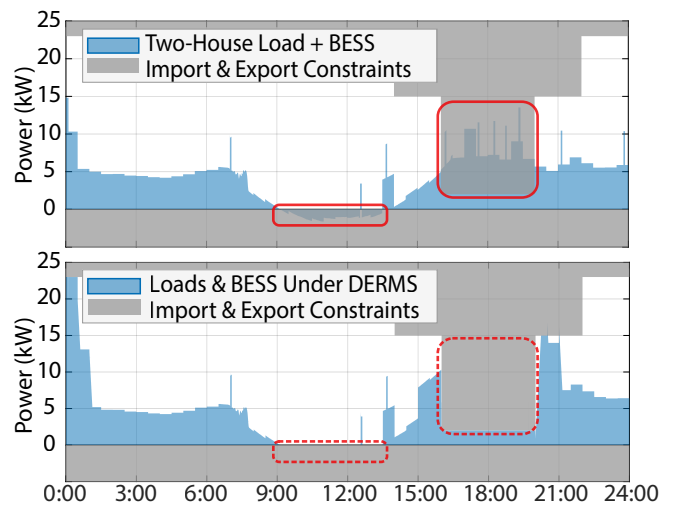 25
20
15
10
5
0
Power (kW)
Two-House Load + BESS
Import & Export Constraints
25
20
15
10
5
0
Power (kW)
Loads & BESS Under DERMS
Import & Export Constraints
0:00 3:00 6:00 9:00 12:00 15:00 18:00 21:00 24:00